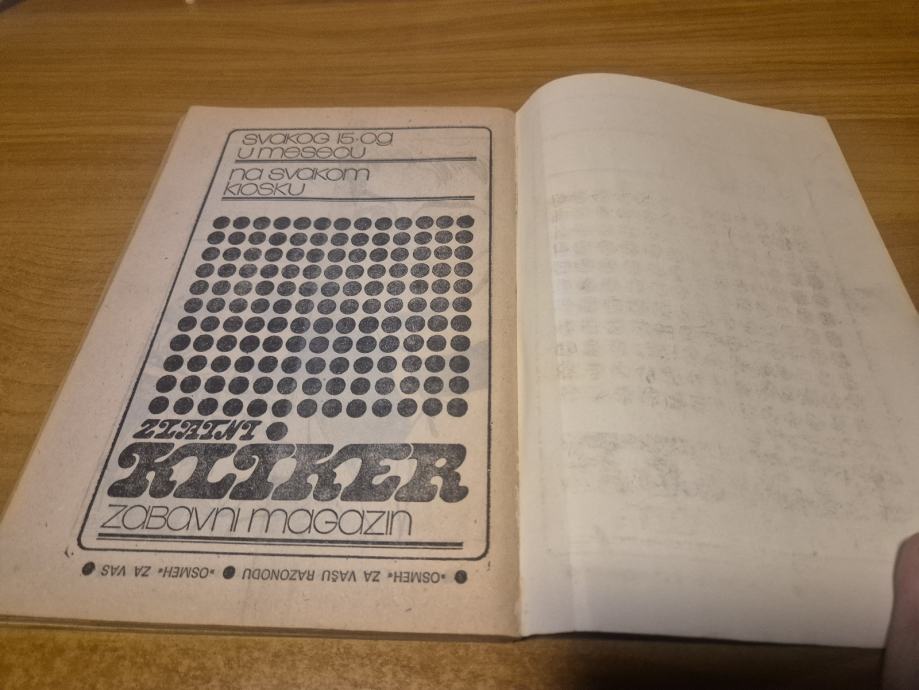 svakog 15·og
u mesecu
na svakom
kiosku
ZLATNI
KLIKER
zabavni magazin
• »OSMEH« ZA VAŠU RAZONODU • »OSMEH« ZA VAS •